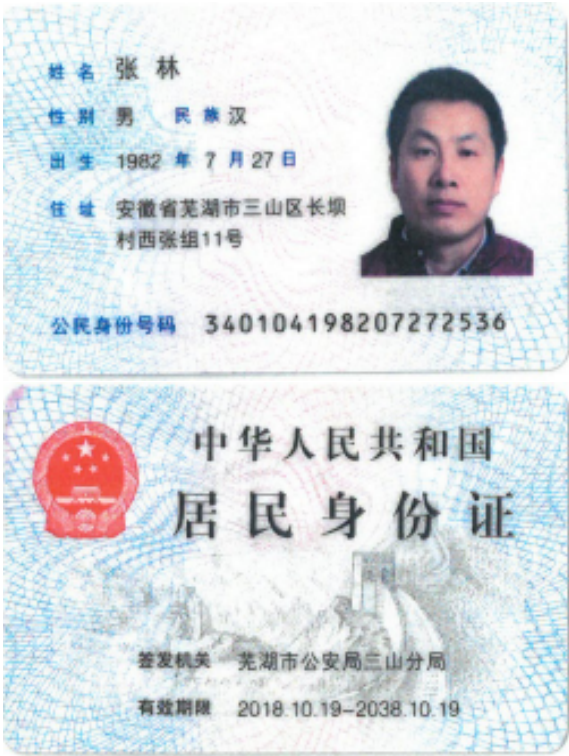 姓名 张林
性别 男 民族 汉
出生 1982 年 7 月 27 日
住址 安徽省芜湖市三山区长坝
村西张组11号
公民身份号码 340104198207272536
中华人民共和国
居民身份证
签发机关 芜湖市公安局三山分局
有效期限 2018.10.19-2038.10.19